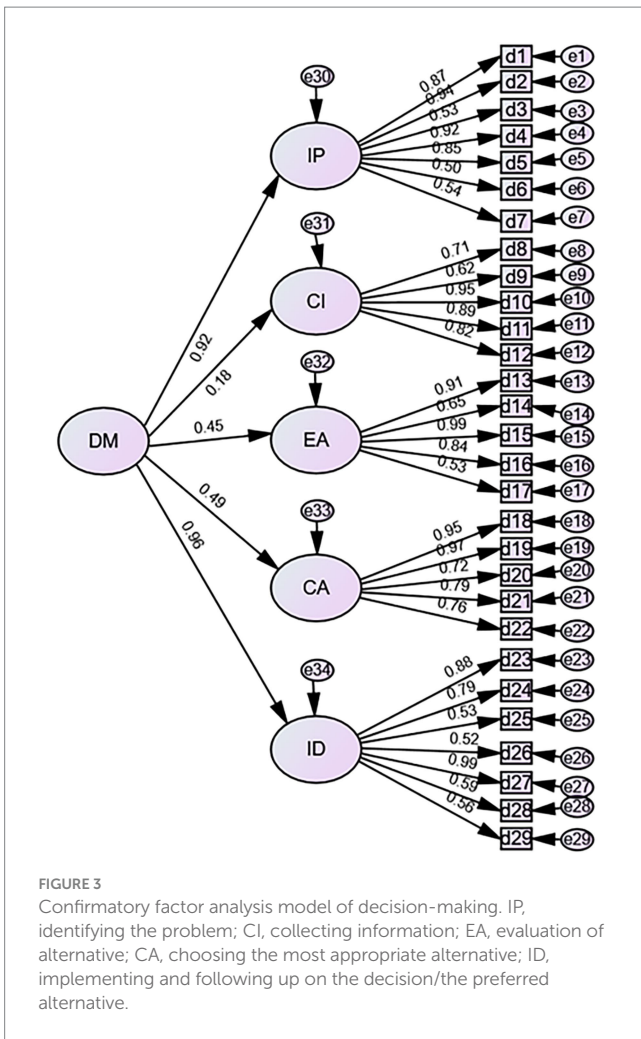 d1 e1
0.87
e30 d2 e2
0.94
0.53 d3 e3
0.92 d4 e4
IP 0.85 d5 e5
0.50 d6 e6
0.54 d7 e7
e31
0.71 d8 e8
0.62 d9 e9
CI 0.95 d10 e10
0.89 d11 e11
0.82 d12 e12
0.92
e32
0.18 0.91 d13 e13
0.65 d14 e14
DM 0.45 EA 0.99 d15 e15
0.84 d16 e16
0.53 d17 e17
0.49
e33
0.95 d18 e18
0.96 0.97 d19 e19
0.72 d20 e20
CA 0.79 d21 e21
0.76 d22 e22
e34
0.88 d23 e23
0.79 d24 e24
0.53 d25 e25
ID 0.52 d26 e26
0.99 d27 e27
0.59 d28 e28
0.56 d29 e29
FIGURE 3
Confirmatory factor analysis model of decision-making. IP,
identifying the problem; CI, collecting information; EA, evaluation of
alternative; CA, choosing the most appropriate alternative; ID,
implementing and following up on the decision/the preferred
alternative.